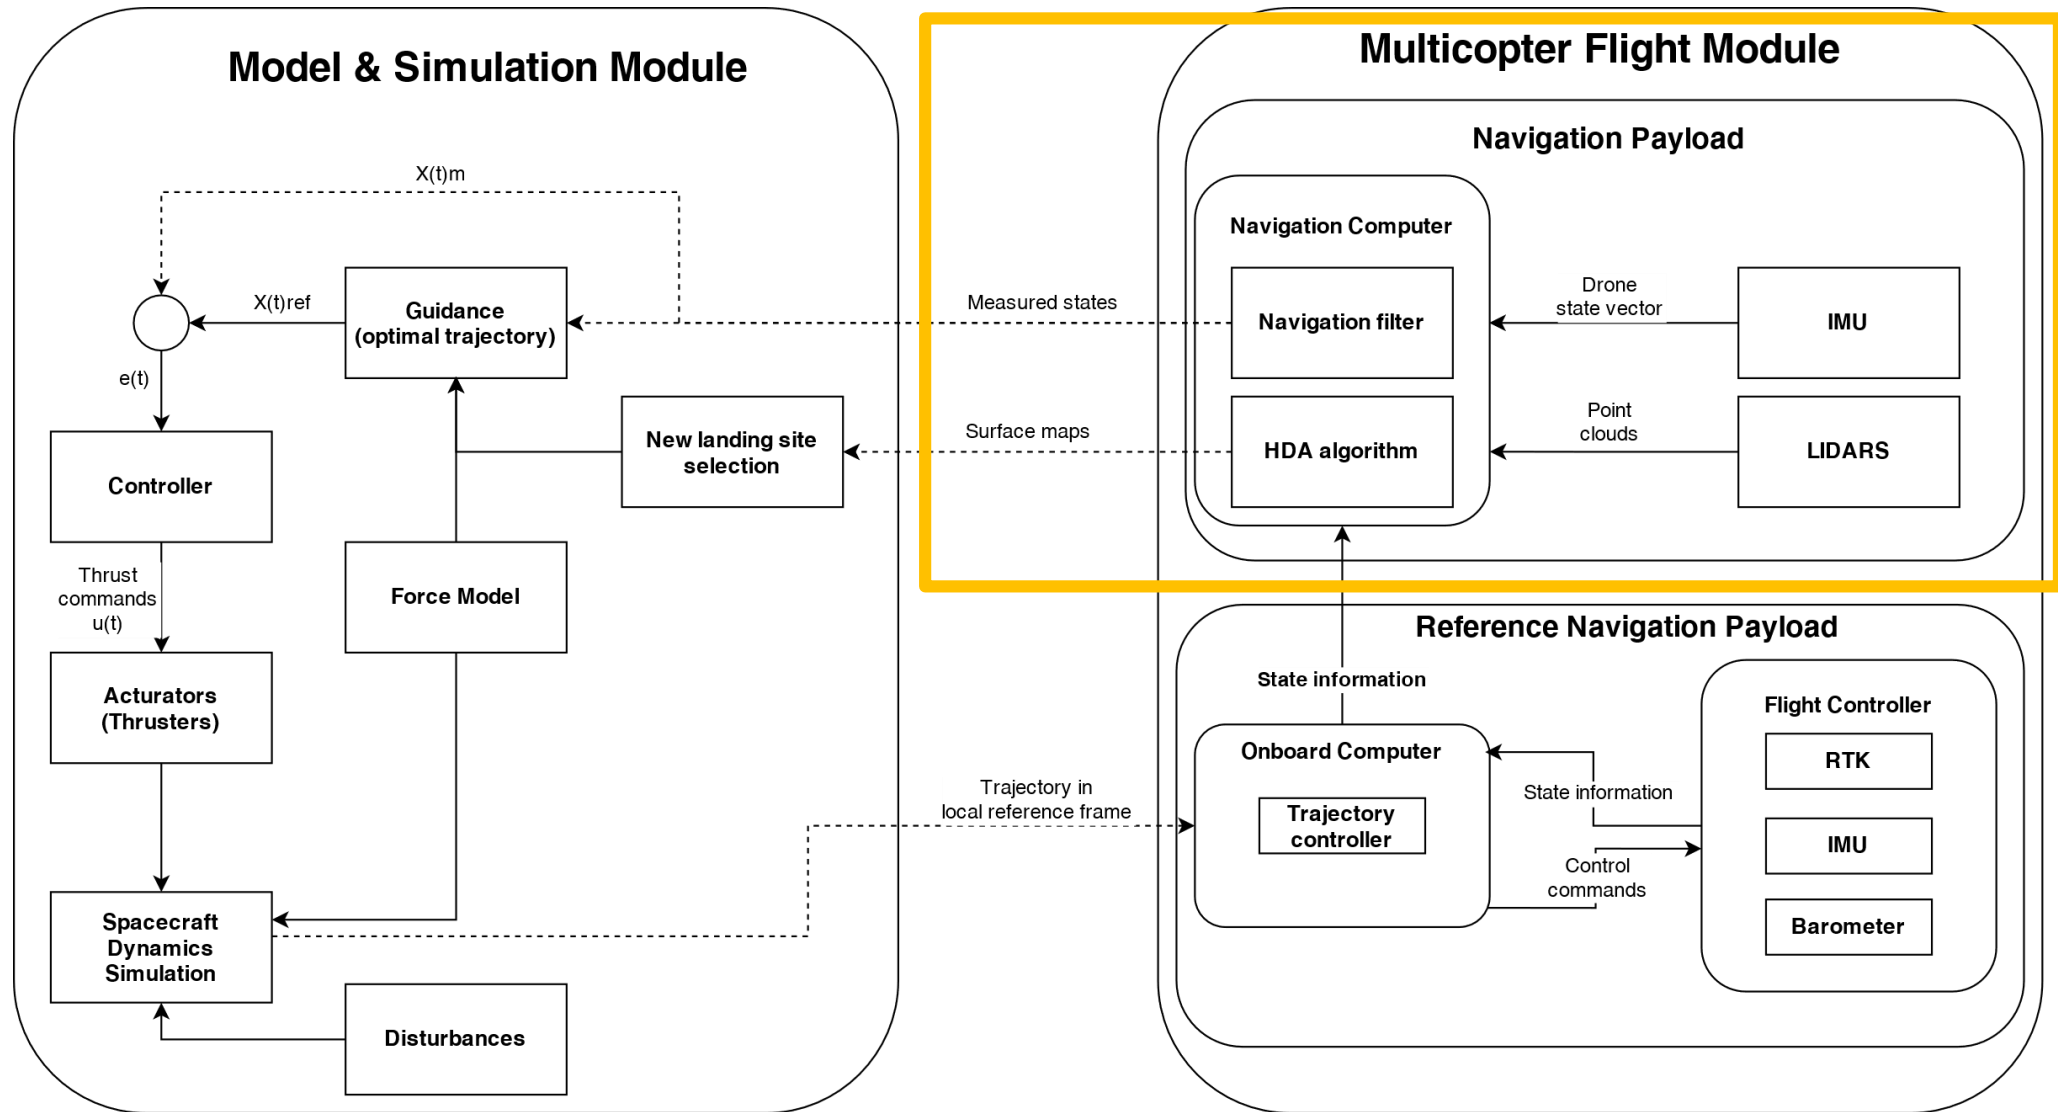 Model & Simulation Module
X(t)m
X(t)ref
Guidance
(optimal trajectory)
e(t)
Controller
New landing site
selection
Thrust
commands
u(t)
Force Model
Acturators
(Thrusters)
Spacecraft
Dynamics
Simulation
Disturbances
Measured states
Surface maps
Trajectory in
local reference frame
Multicopter Flight Module
Navigation Payload
Navigation Computer
Navigation filter
HDA algorithm
Drone
state vector
IMU
Point
clouds
LIDARS
Reference Navigation Payload
State information
Onboard Computer
Trajectory
controller
State information
Control
commands
Flight Controller
RTK
IMU
Barometer